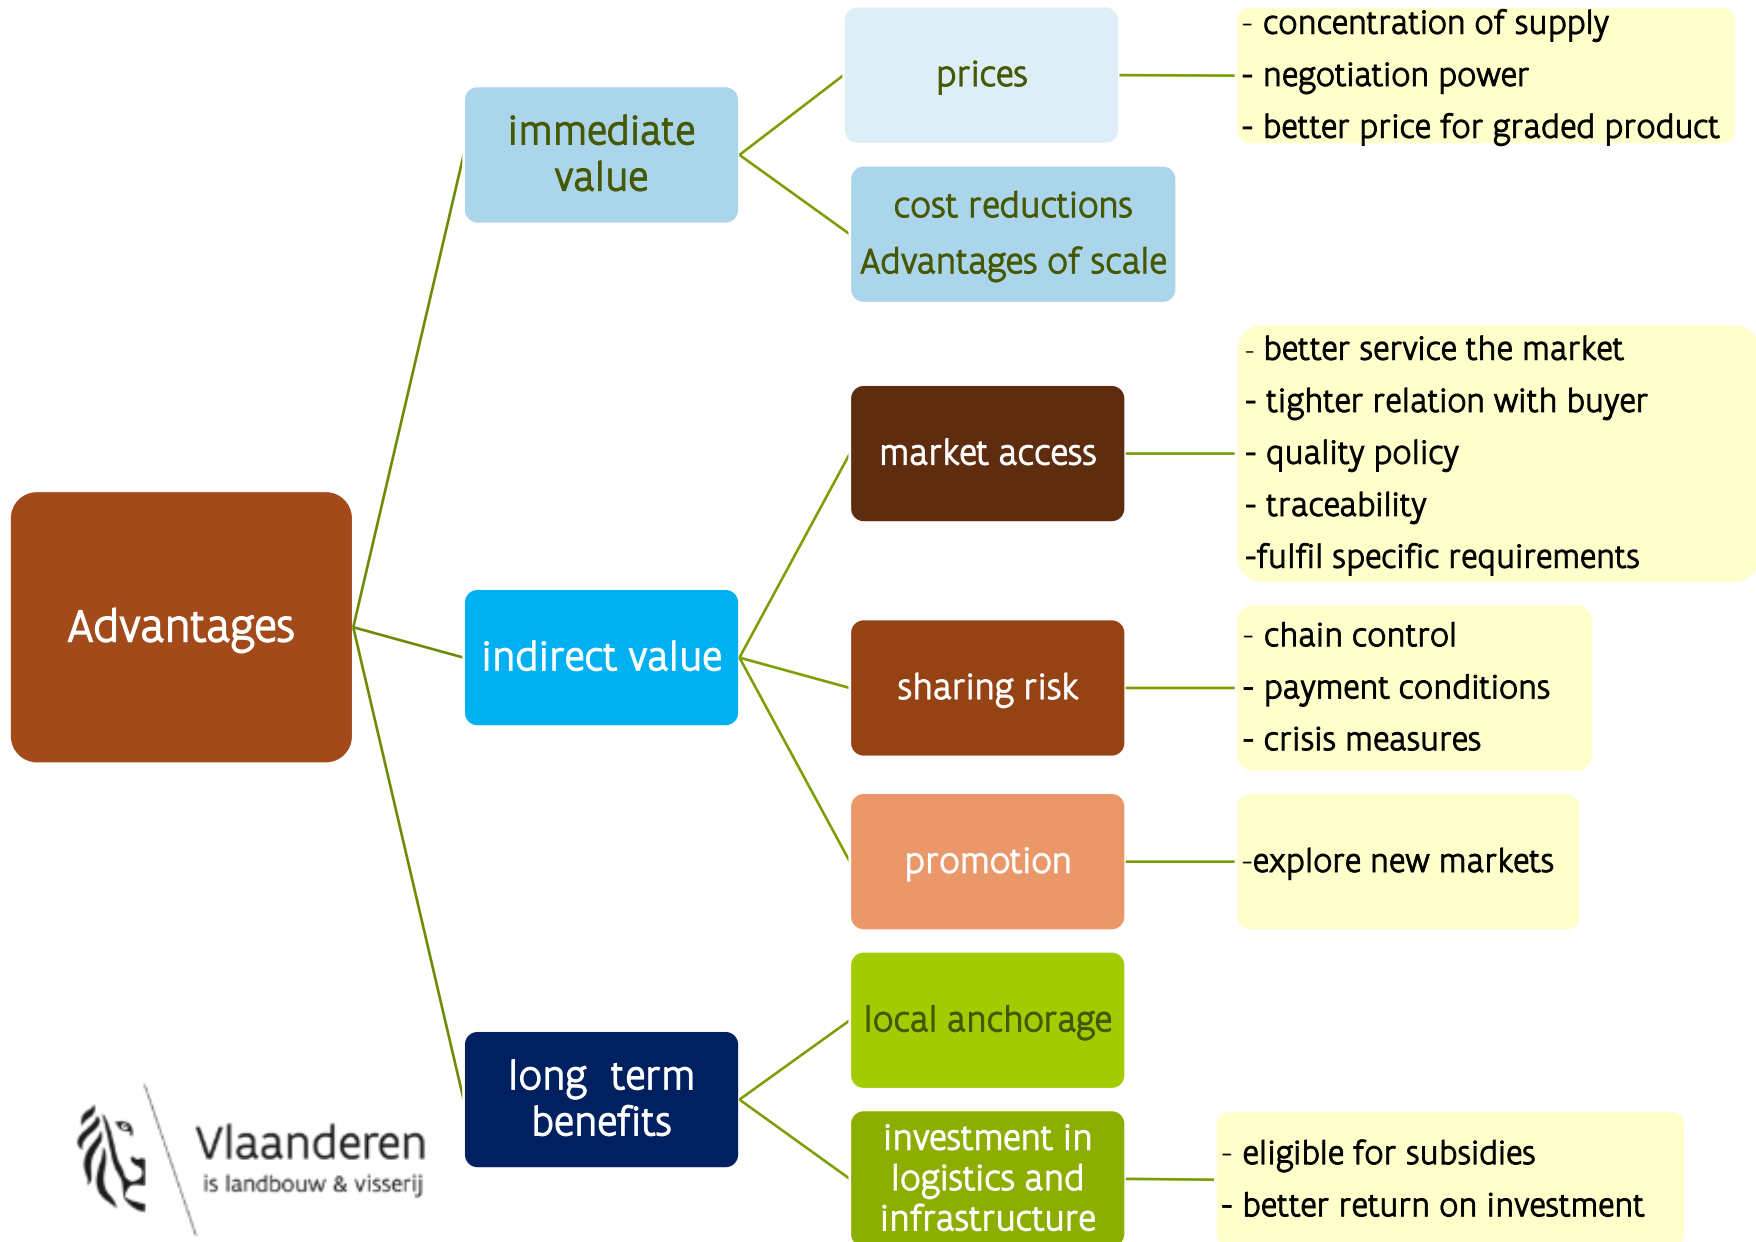 Advantages
immediate
value
prices
- concentration of supply
- negotiation power
- better price for graded product
cost reductions
Advantages of scale
indirect value
market access
- better service the market
- tighter relation with buyer
- quality policy
- traceability
-fulfil specific requirements
sharing risk
- chain control
- payment conditions
- crisis measures
promotion
-explore new markets
long term
benefits
local anchorage
investment in
logistics and
infrastructure
- eligible for subsidies
- better return on investment
Vlaanderen
is landbouw & visserij